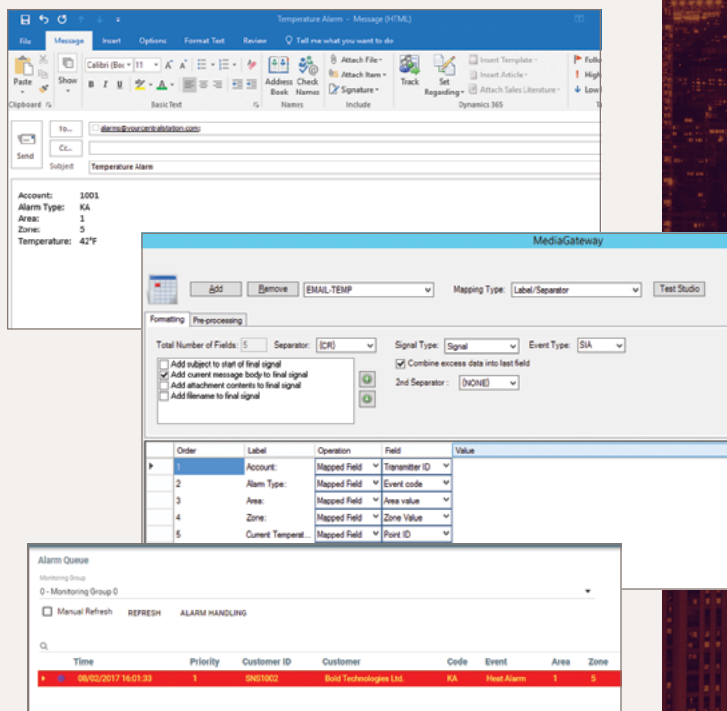 Temperature Alarm - Message (HTML)
File Message Insert Options Format Text Review Tell me what you want to do
Paste
Show
Calibri (Boc 11 A A
B I U
Address Book
Check Names
Attach File
Attach Item
Signature
Track
Set Regarding
Insert Template
Insert Article
Attach Sales Literature
Follo
High
Low
Clipboard Basic Text Names Include Dynamics 365
Send
To... alarms@yourcentralstation.com;
Cc...
Subject Temperature Alarm
Account: 1001
Alarm Type: KA
Area: 1
Zone: 5
Temperature: 42°F
MediaGateway
Add Remove EMAIL-TEMP Mapping Type: Label/Separator Test Studio
Formatting Pre-processing
Total Number of Fields: 5 Separator: {CR} Signal Type: Signal Event Type: SIA
Add subject to start of final signal
Add current message body to final signal
Add attachment contents to final signal
Add filename to final signal
Combine excess data into last field
2nd Separator : {NONE}
Order Label Operation Field Value
1 Account: Mapped Field Transmitter ID
2 Alarm Type: Mapped Field Event code
3 Area: Mapped Field Area value
4 Zone: Mapped Field Zone Value
5 Current Temperat... Mapped Field Point ID
Alarm Queue
Monitoring Group
0 - Monitoring Group 0
Manual Refresh REFRESH ALARM HANDLING
Time Priority Customer ID Customer Code Event Area Zone
08/02/2017 16:01:33 1 SNS1002 Bold Technologies Ltd. KA Heat Alarm 1 5